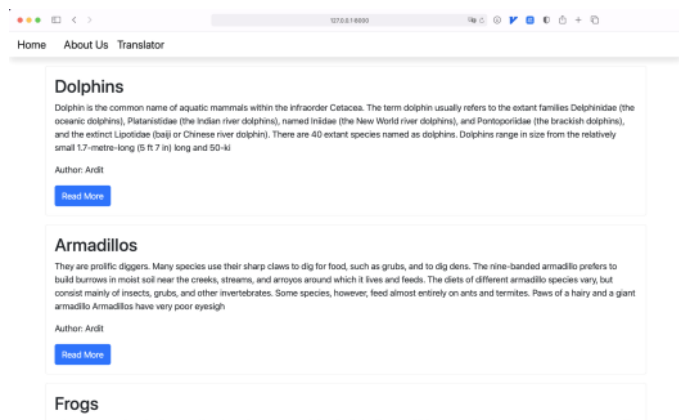 127.0.0.1:8000
Home About Us Translator
Dolphins
Dolphin is the common name of aquatic mammals within the infraorder Cetacea. The term dolphin usually refers to the extant families Delphinidae (the
oceanic dolphins), Platanistidae (the Indian river dolphins), named Iniidae (the New World river dolphins), and Pontoporiidae (the brackish dolphins),
and the extinct Lipotidae (baiji or Chinese river dolphin). There are 40 extant species named as dolphins. Dolphins range in size from the relatively
small 1.7-metre-long (5 ft 7 in) long and 50-ki
Author: Ardit
Read More
Armadillos
They are prolific diggers. Many species use their sharp claws to dig for food, such as grubs, and to dig dens. The nine-banded armadillo prefers to
build burrows in moist soil near the creeks, streams, and arroyos around which it lives and feeds. The diets of different armadillo species vary, but
consist mainly of insects, grubs, and other invertebrates. Some species, however, feed almost entirely on ants and termites. Paws of a hairy and a giant
armadillo Armadillos have very poor eyesigh
Author: Ardit
Read More
Frogs